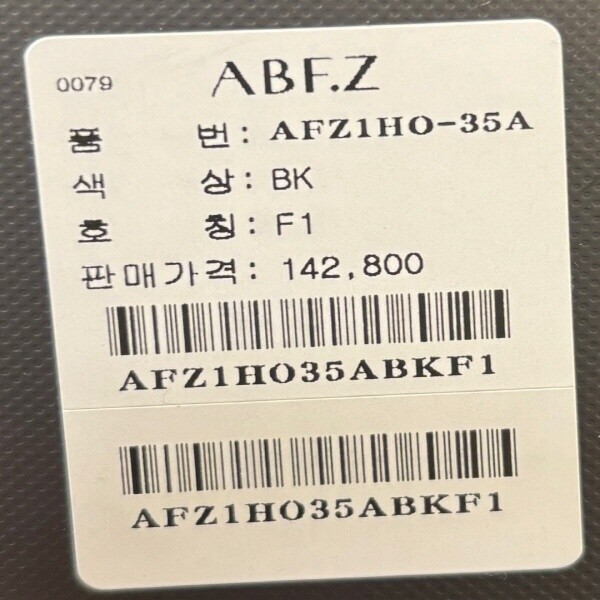 0079 ABF.Z
품 번: AFZ1HO-35A
색 상: BK
호 칭: F1
판매가격: 142,800
AFZ1HO35ABKF1
AFZ1HO35ABKF1